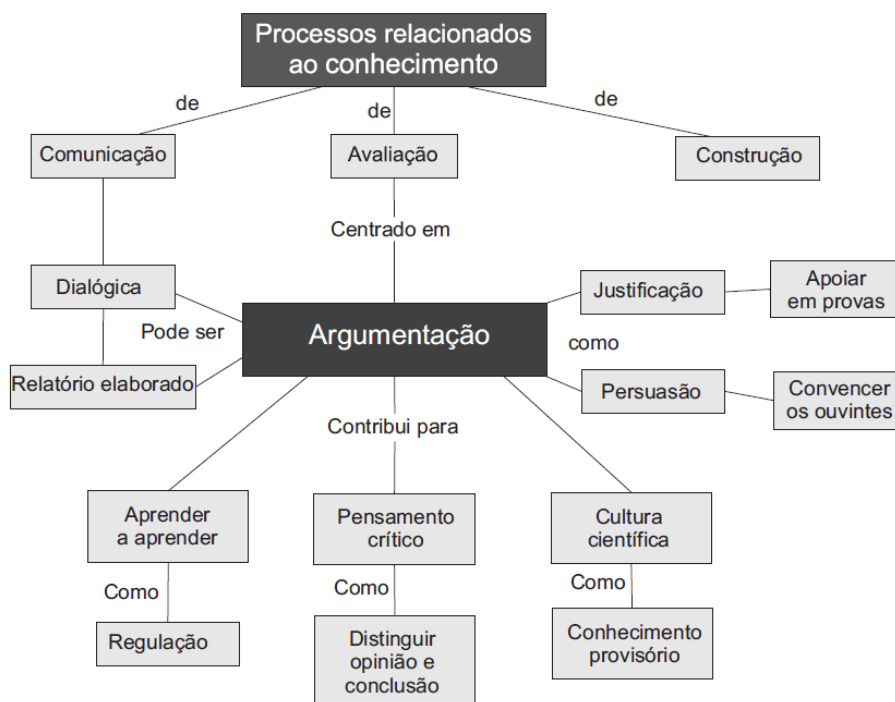 Processos relacionados
ao conhecimento
de
de
de
Comunicação
Avaliação
Construção
Centrado em
Dialógica
Justificação
Apoiar
em provas
Pode ser
Argumentação
como
Relatório elaborado
Persuasão
Convencer
os ouvintes
Contribui para
Aprender
a aprender
Pensamento
crítico
Cultura
científica
Como
Como
Como
Regulação
Distinguir
opinião e
conclusão
Conhecimento
provisório